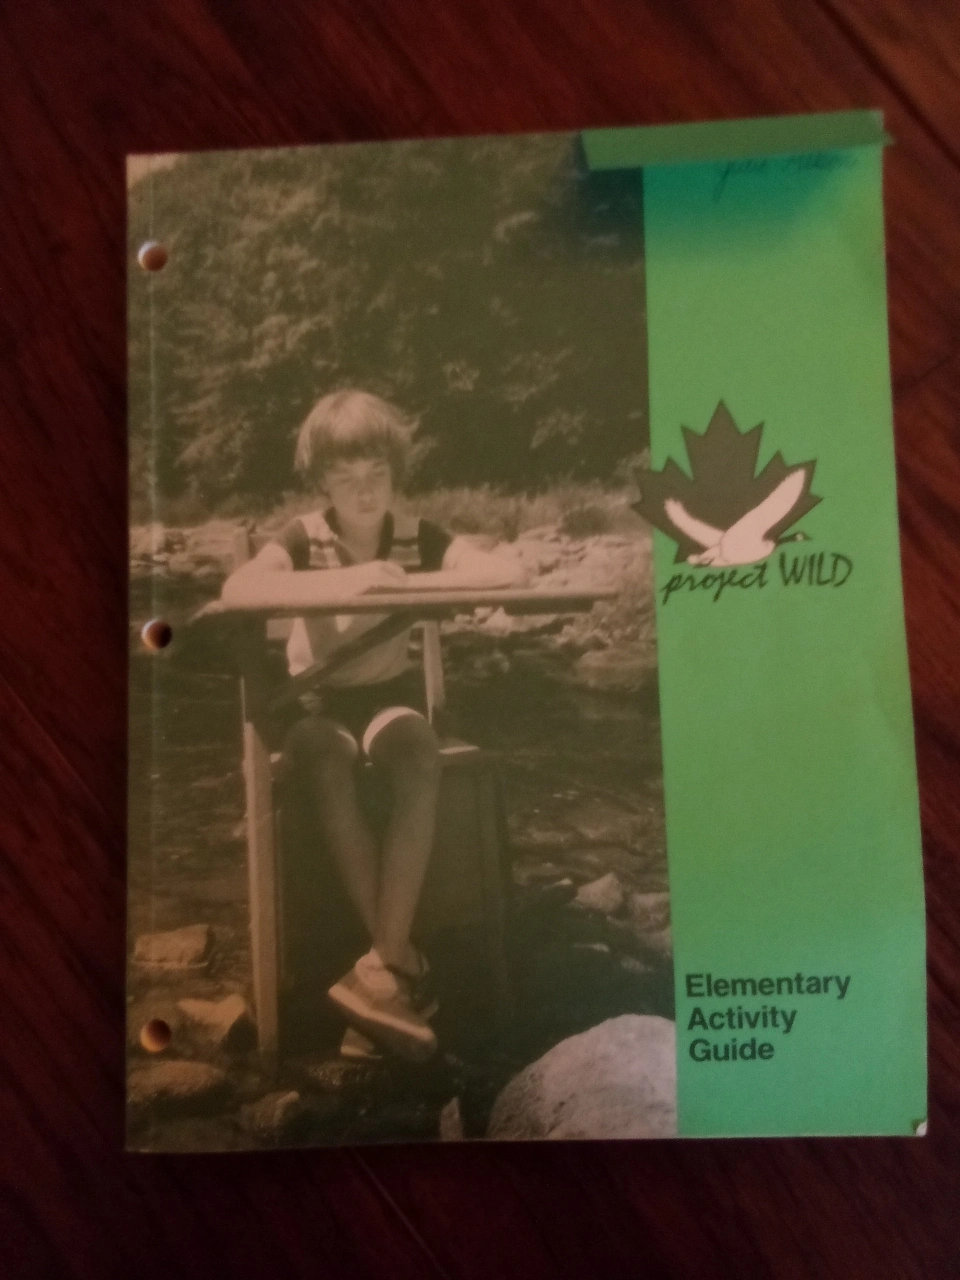 project WILD
Elementary
Activity
Guide